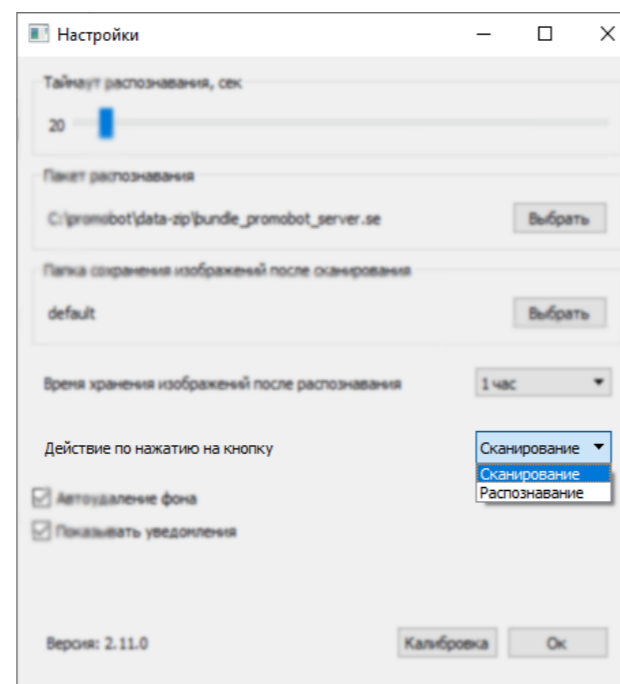 Настройки
Таймаут распознавания, сек
20
Пакет распознавания
C:\promobot\data-zip\bundle_promobot_server.se
Выбрать
Папка сохранения изображений после сканирования
default
Выбрать
Время хранения изображений после распознавания
1 час
Действие по нажатию на кнопку
Сканирование
Сканирование
Распознавание
Автоудаление фона
Показывать уведомления
Версия: 2.11.0
Калибровка
Ок